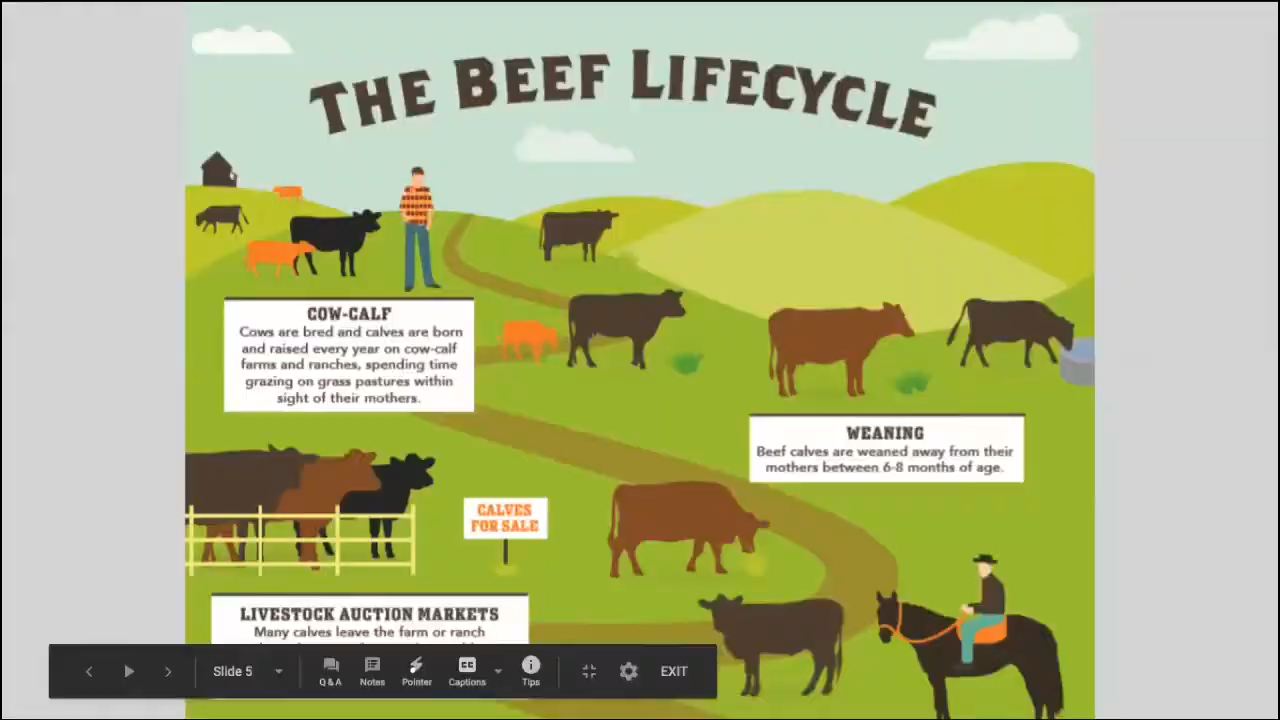 THE BEEF LIFECYCLE
COW-CALF
Cows are bred and calves are born
and raised every year on cow-calf
farms and ranches, spending time
grazing on grass pastures within
sight of their mothers.
WEANING
Beef calves are weaned away from their
mothers between 6-8 months of age.
CALVES
FOR SALE
LIVESTOCK AUCTION MARKETS
Many calves leave the farm or ranch
Slide 5
Q&A
Notes
Pointer
CC
Captions
Tips
EXIT